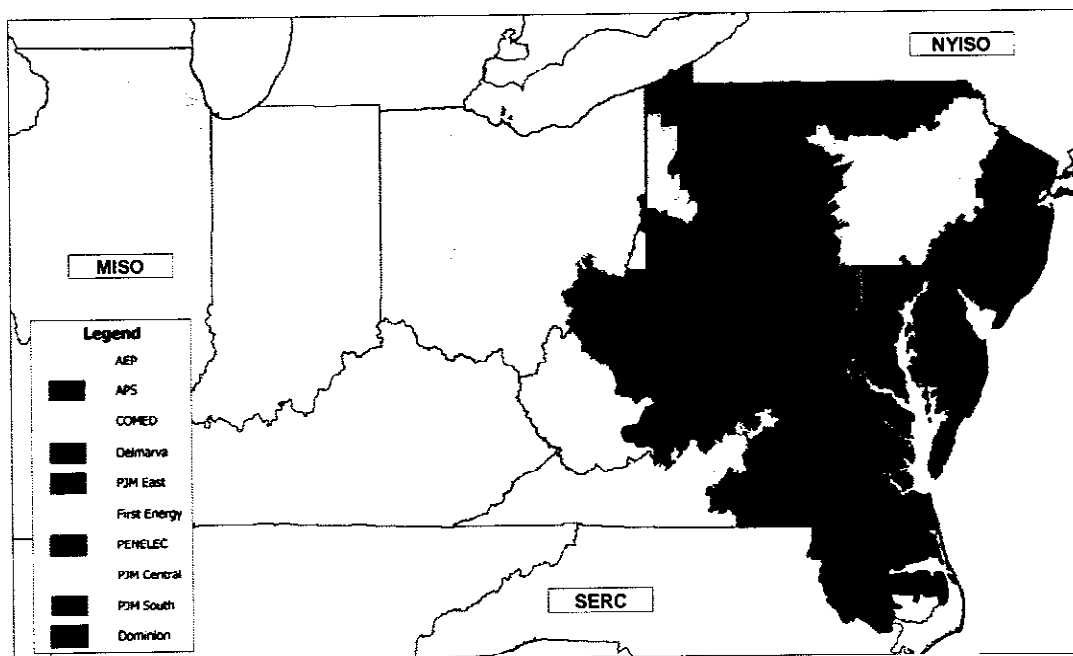 NYISO
MISO
Legend
AEP
APS
COMED
Delmarva
PJM East
First Energy
PENELEC
PJM Central
PJM South
Dominion
SERC